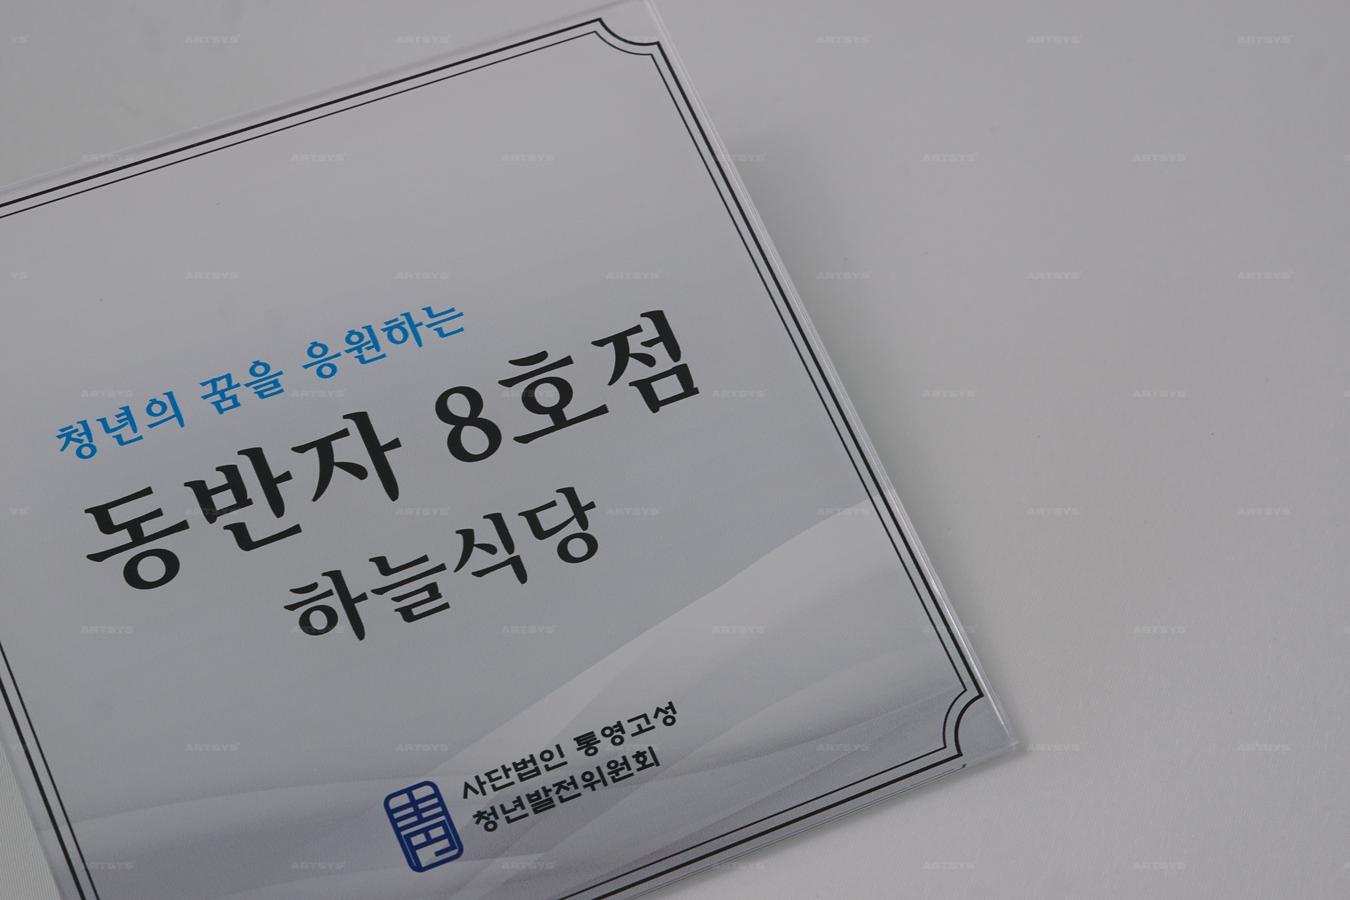 청년의 꿈을 응원하는
동반자 8호점
하늘식당
사단법인 통영고성
청년발전위원회
ARTSYS